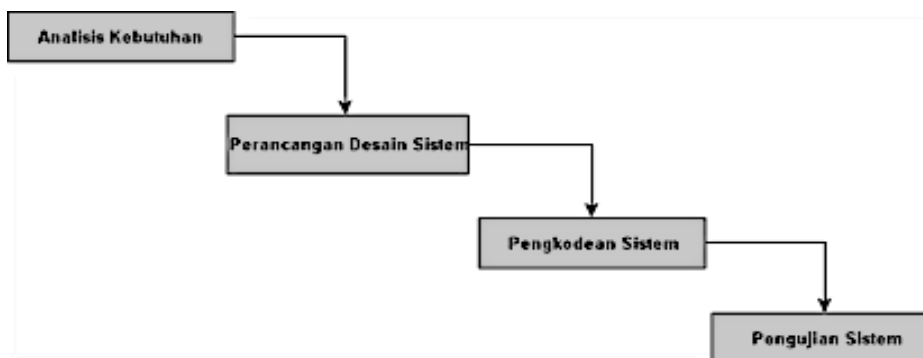 Analisis Kebutuhan
Perancangan Desain Sistem
Pengkodean Sistem
Pengujian Sistem